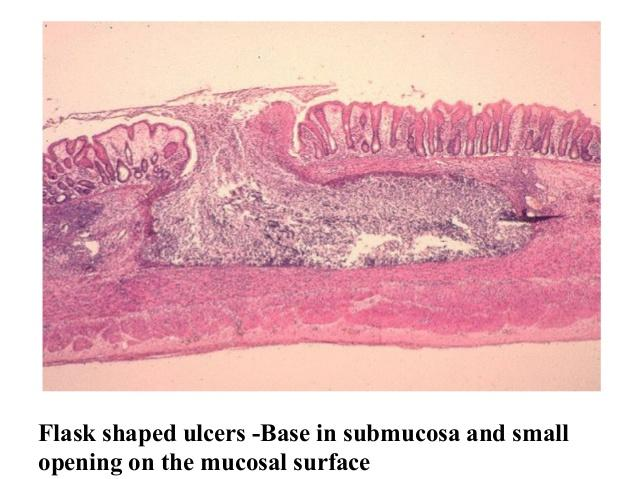 Flask shaped ulcers -Base in submucosa and small
opening on the mucosal surface